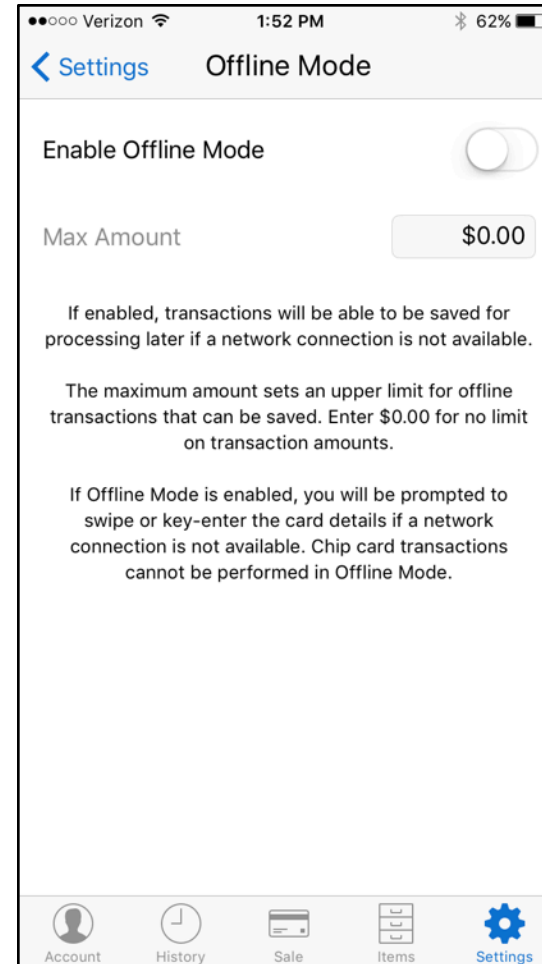 Verizon 1:52 PM 62%
Settings Offline Mode
Enable Offline Mode
Max Amount $0.00
If enabled, transactions will be able to be saved for
processing later if a network connection is not available.
The maximum amount sets an upper limit for offline
transactions that can be saved. Enter $0.00 for no limit
on transaction amounts.
If Offline Mode is enabled, you will be prompted to
swipe or key-enter the card details if a network
connection is not available. Chip card transactions
cannot be performed in Offline Mode.
Account History Sale Items Settings